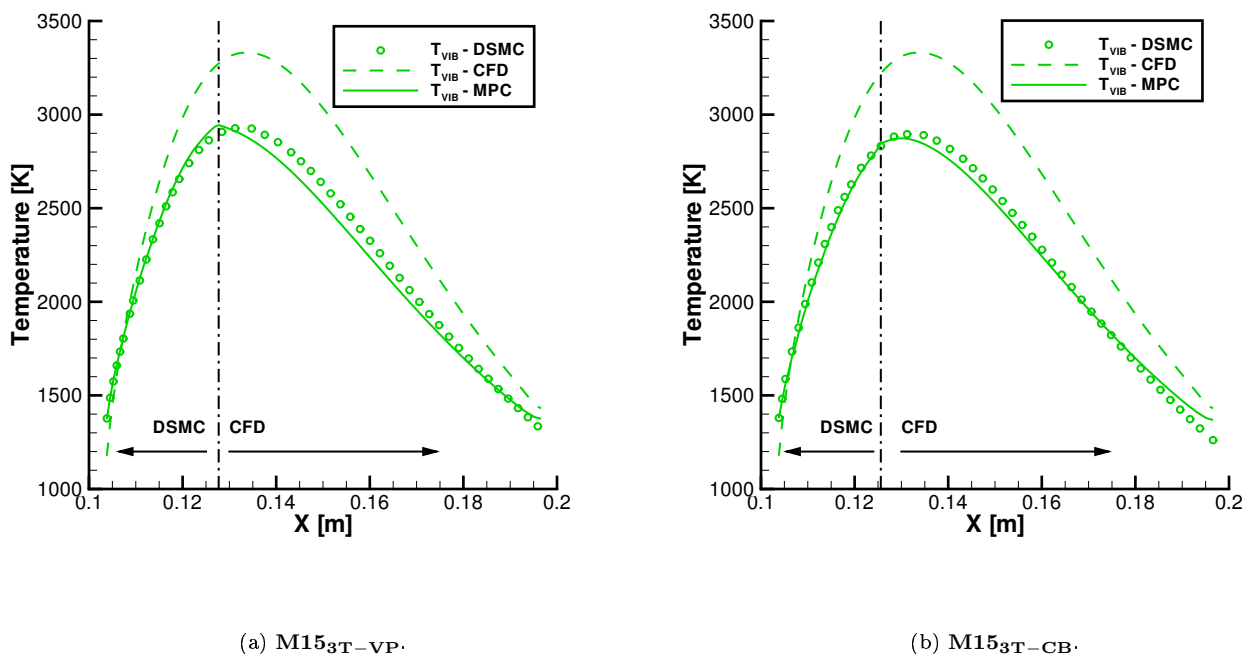 3500
3000
2500
2000
1500
1000
Temperature [K]
T_VIB - DSMC
T_VIB - CFD
T_VIB - MPC
DSMC CFD
0.1 0.12 0.14 0.16 0.18 0.2
X [m]
(a) M15_3T−VP.
3500
3000
2500
2000
1500
1000
Temperature [K]
T_VIB - DSMC
T_VIB - CFD
T_VIB - MPC
DSMC CFD
0.1 0.12 0.14 0.16 0.18 0.2
X [m]
(b) M15_3T−CB.